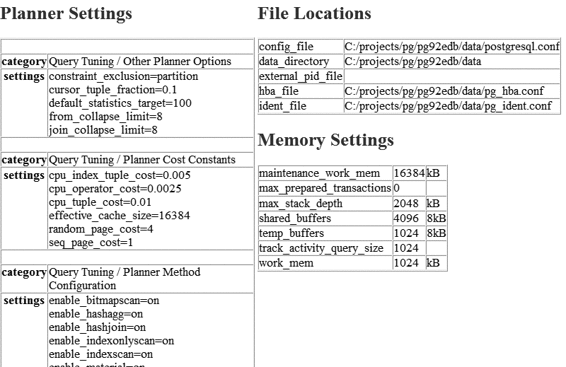 Planner Settings
category Query Tuning / Other Planner Options
settings constraint_exclusion=partition
cursor_tuple_fraction=0.1
default_statistics_target=100
from_collapse_limit=8
join_collapse_limit=8
category Query Tuning / Planner Cost Constants
settings cpu_index_tuple_cost=0.005
cpu_operator_cost=0.0025
cpu_tuple_cost=0.01
effective_cache_size=16384
random_page_cost=4
seq_page_cost=1
category Query Tuning / Planner Method
Configuration
settings enable_bitmapscan=on
enable_hashagg=on
enable_hashjoin=on
enable_indexonlyscan=on
enable_indexscan=on
enable_material=on
File Locations
config_file C:/projects/pg/pg92edb/data/postgresql.conf
data_directory C:/projects/pg/pg92edb/data
external_pid_file
hba_file C:/projects/pg/pg92edb/data/pg_hba.conf
ident_file C:/projects/pg/pg92edb/data/pg_ident.conf
Memory Settings
maintenance_work_mem 16384 kB
max_prepared_transactions 0
max_stack_depth 2048 kB
shared_buffers 4096 8kB
temp_buffers 1024 8kB
track_activity_query_size 1024
work_mem 1024 kB